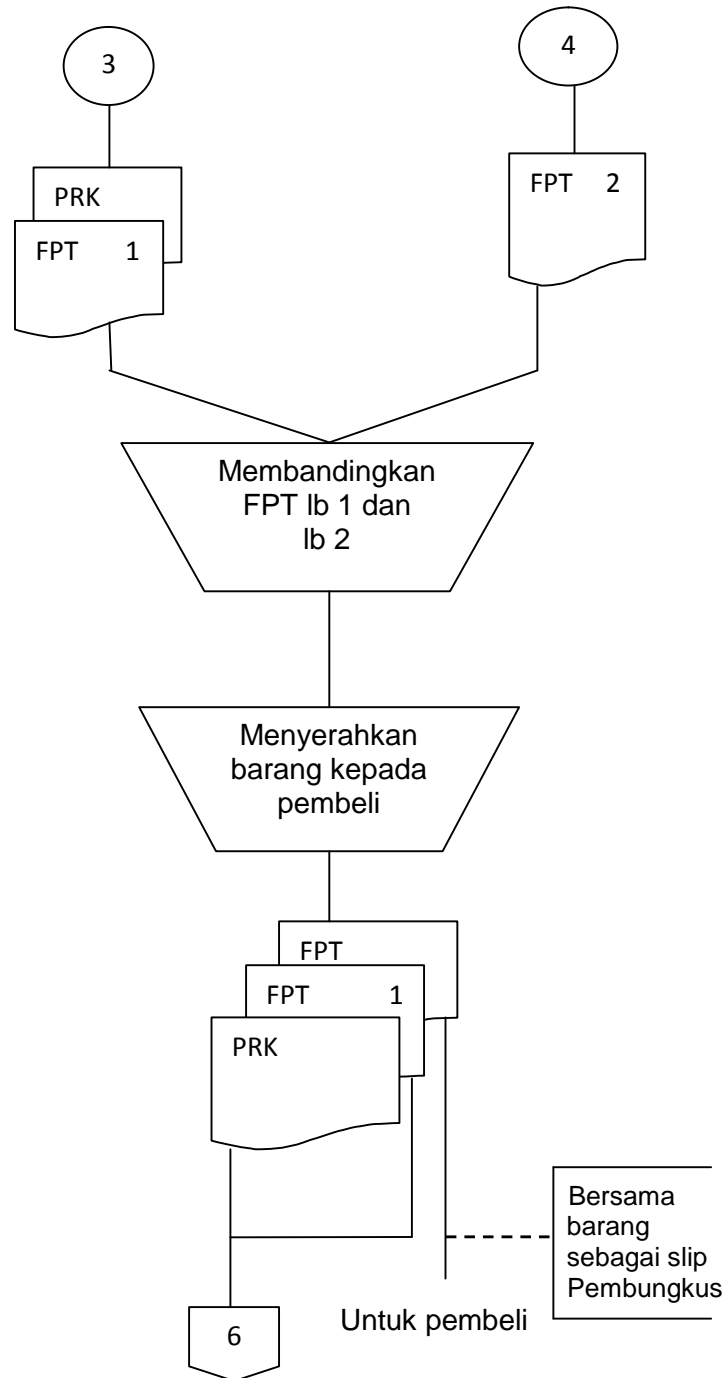 3
4
PRK
FPT 1
FPT 2
Membandingkan
FPT lb 1 dan
lb 2
Menyerahkan
barang kepada
pembeli
FPT
FPT 1
PRK
Bersama
barang
sebagai slip
Pembungkus
Untuk pembeli
6